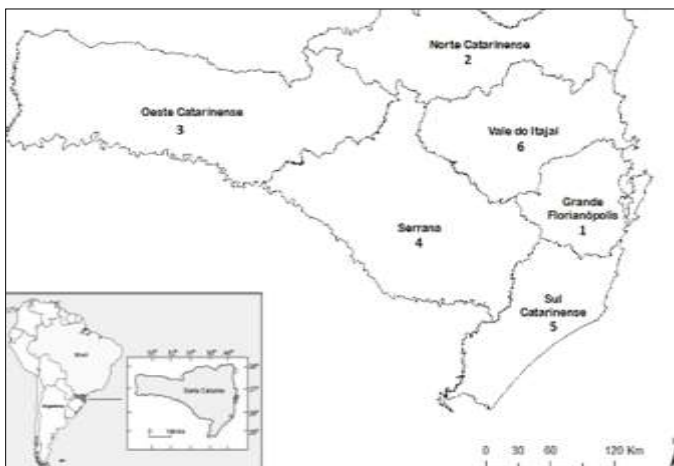 Norte Catarinense
2
Oeste Catarinense
3
Vale do Itajaí
6
Grande
Florianópolis
1
Serrana
4
Sul
Catarinense
5
Brasil
Argentina
Santa Catarina
0 30 60 120 Km